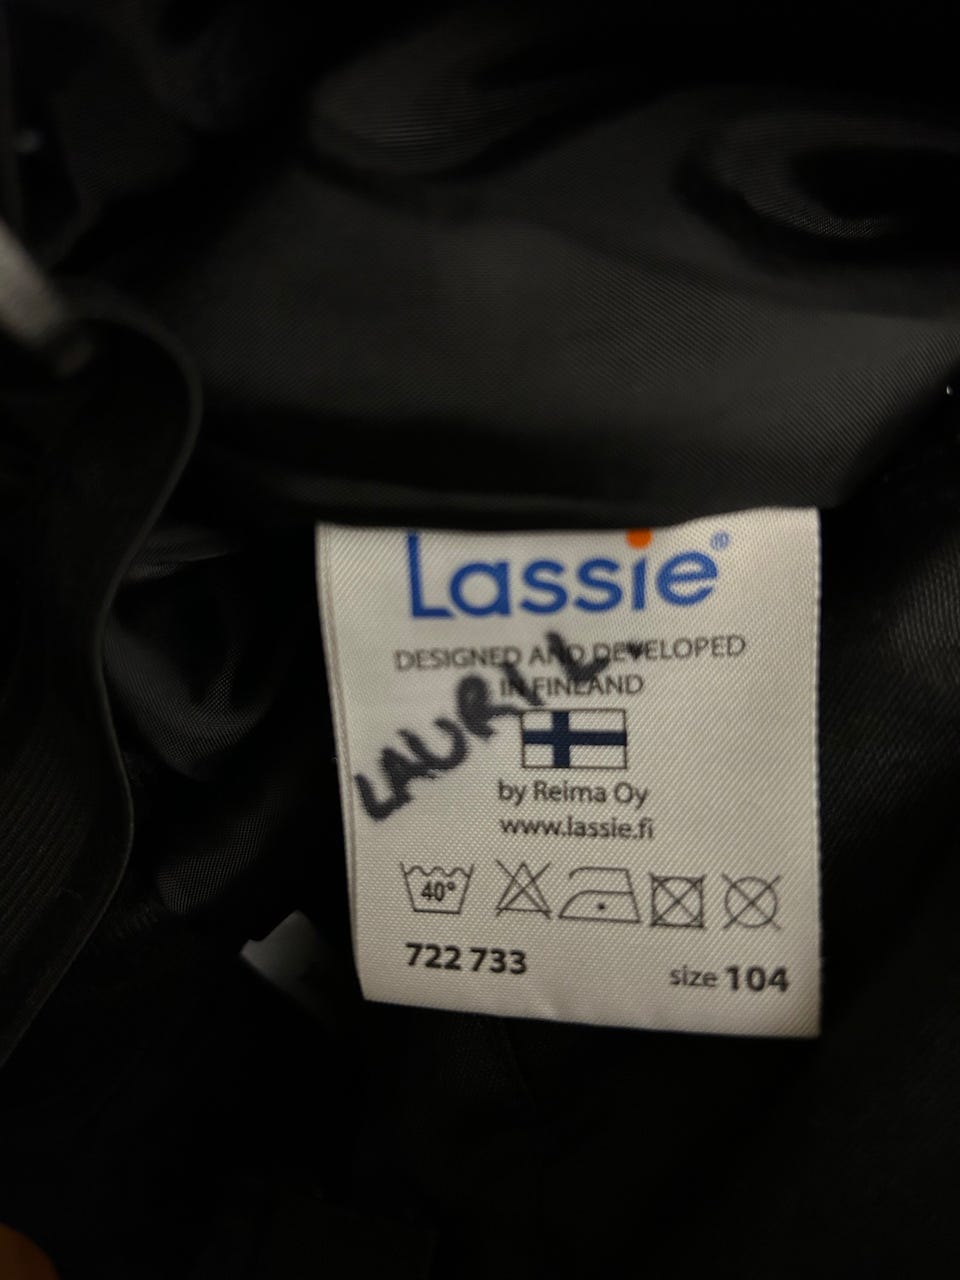 Lassie®
DESIGNED AND DEVELOPED
IN FINLAND
LAURI L.
by Reima Oy
www.lassie.fi
40°
722 733
size 104